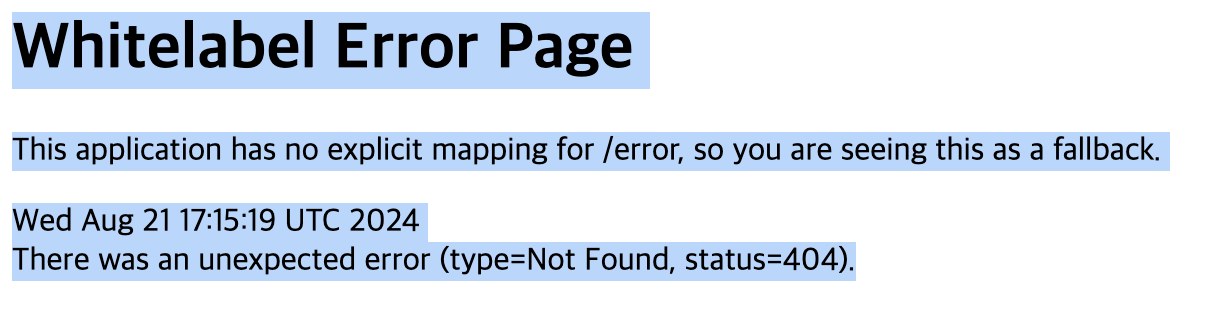 Whitelabel Error Page
This application has no explicit mapping for /error, so you are seeing this as a fallback.
Wed Aug 21 17:15:19 UTC 2024
There was an unexpected error (type=Not Found, status=404).